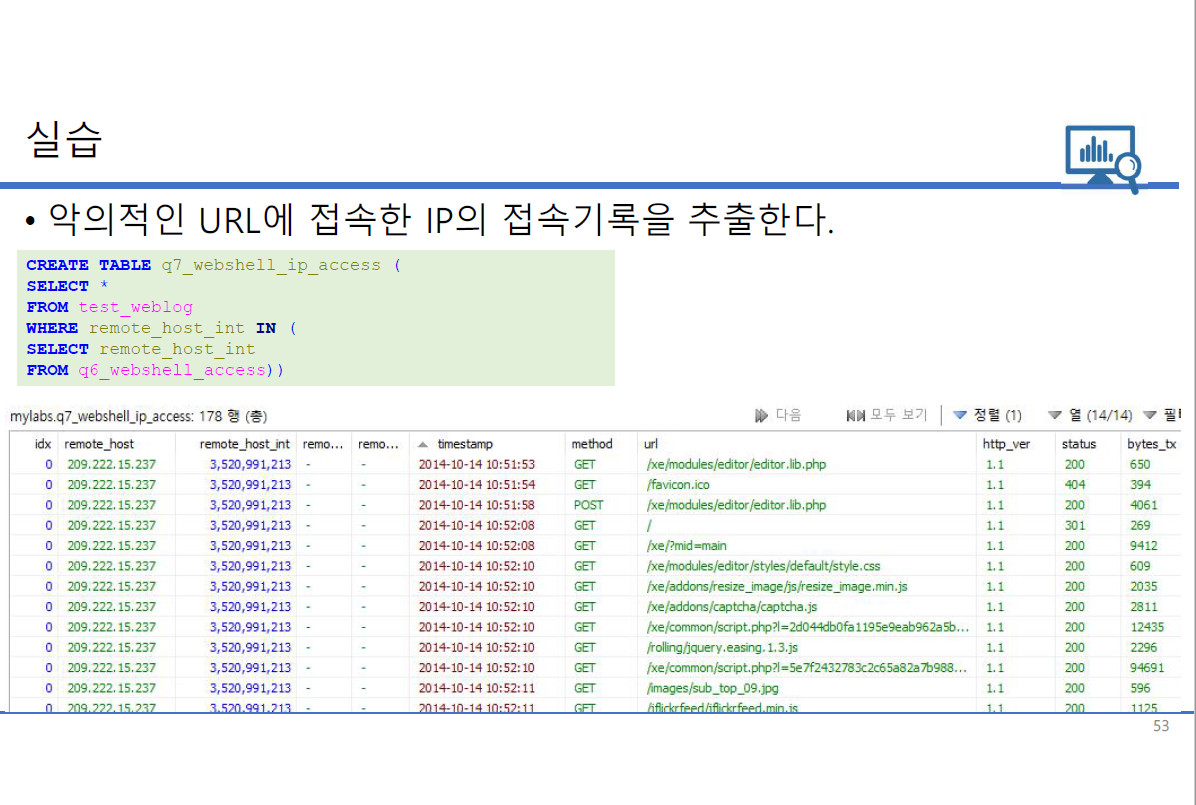 실습
• 악의적인 URL에 접속한 IP의 접속기록을 추출한다.
CREATE TABLE q7_webshell_ip_access (
SELECT *
FROM test_weblog
WHERE remote_host_int IN (
SELECT remote_host_int
FROM q6_webshell_access))
mylabs.q7_webshell_ip_access: 178 행 (총) 다음 모두 보기 정렬 (1) 열 (14/14)
idx remote_host remote_host_int remo... remo... timestamp method url http_ver status bytes_tx
0 209.222.15.237 3,520,991,213 - - 2014-10-14 10:51:53 GET /xe/modules/editor/editor.lib.php 1.1 200 650
0 209.222.15.237 3,520,991,213 - - 2014-10-14 10:51:54 GET /favicon.ico 1.1 404 394
0 209.222.15.237 3,520,991,213 - - 2014-10-14 10:51:58 POST /xe/modules/editor/editor.lib.php 1.1 200 4061
0 209.222.15.237 3,520,991,213 - - 2014-10-14 10:52:08 GET / 1.1 301 269
0 209.222.15.237 3,520,991,213 - - 2014-10-14 10:52:08 GET /xe/?mid=main 1.1 200 9412
0 209.222.15.237 3,520,991,213 - - 2014-10-14 10:52:10 GET /xe/modules/editor/styles/default/style.css 1.1 200 609
0 209.222.15.237 3,520,991,213 - - 2014-10-14 10:52:10 GET /xe/addons/resize_image/js/resize_image.min.js 1.1 200 2035
0 209.222.15.237 3,520,991,213 - - 2014-10-14 10:52:10 GET /xe/addons/captcha/captcha.js 1.1 200 2811
0 209.222.15.237 3,520,991,213 - - 2014-10-14 10:52:10 GET /xe/common/script.php?l=2d044db0fa1195e9eab962a5b... 1.1 200 12435
0 209.222.15.237 3,520,991,213 - - 2014-10-14 10:52:10 GET /rolling/jquery.easing.1.3.js 1.1 200 2296
0 209.222.15.237 3,520,991,213 - - 2014-10-14 10:52:10 GET /xe/common/script.php?l=5e7f2432783c2c65a82a7b988... 1.1 200 94691
0 209.222.15.237 3,520,991,213 - - 2014-10-14 10:52:11 GET /images/sub_top_09.jpg 1.1 200 596
0 209.222.15.237 3,520,991,213 - - 2014-10-14 10:52:11 GET /jflickrfeed/jflickrfeed.min.js 1.1 200 1125
53